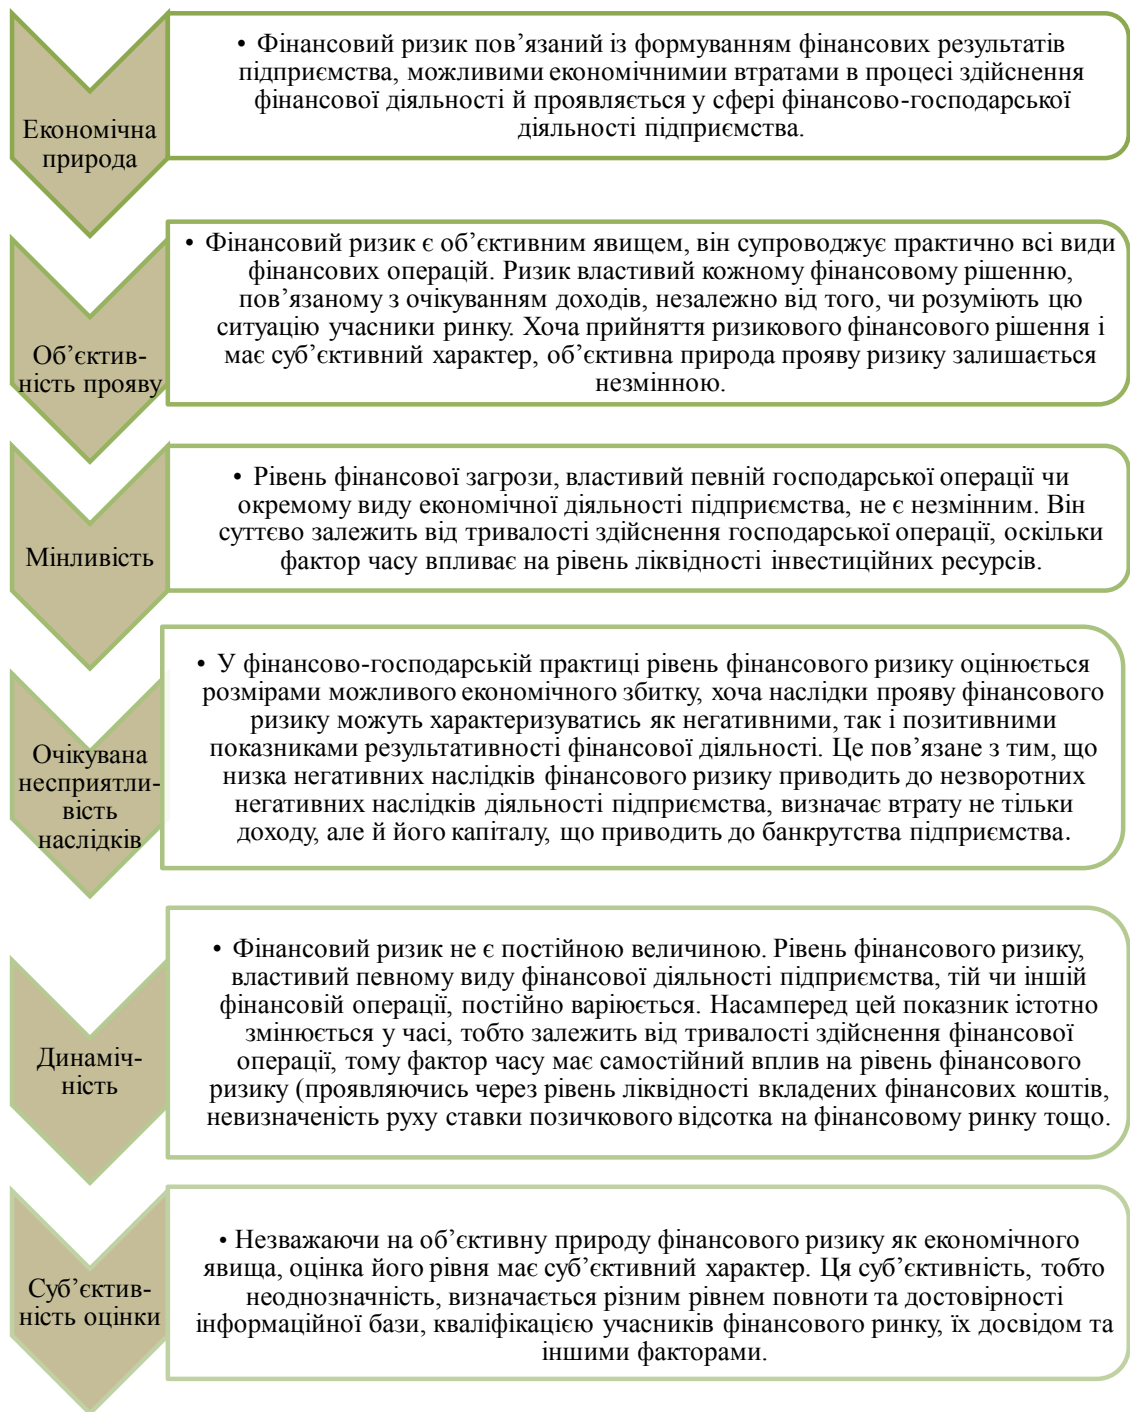 Економічна
природа
• Фінансовий ризик пов’язаний із формуванням фінансових результатів
підприємства, можливими економічнимии втратами в процесі здійснення
фінансової діяльності й проявляється у сфері фінансово-господарської
діяльності підприємства.
Об’єктив-
ність прояву
• Фінансовий ризик є об’єктивним явищем, він супроводжує практично всі види
фінансових операцій. Ризик властивий кожному фінансовому рішенню,
пов’язаному з очікуванням доходів, незалежно від того, чи розуміють цю
ситуацію учасники ринку. Хоча прийняття ризикового фінансового рішення і
має суб’єктивний характер, об’єктивна природа прояву ризику залишається
незмінною.
Мінливість
• Рівень фінансової загрози, властивий певній господарської операції чи
окремому виду економічної діяльності підприємства, не є незмінним. Він
суттєво залежить від тривалості здійснення господарської операції, оскільки
фактор часу впливає на рівень ліквідності інвестиційних ресурсів.
Очікувана
несприятли-
вість
наслідків
• У фінансово-господарській практиці рівень фінансового ризику оцінюється
розмірами можливого економічного збитку, хоча наслідки прояву фінансового
ризику можуть характеризуватись як негативними, так і позитивними
показниками результативності фінансової діяльності. Це пов’язане з тим, що
низка негативних наслідків фінансового ризику приводить до незворотних
негативних наслідків діяльності підприємства, визначає втрату не тільки
доходу, але й його капіталу, що приводить до банкрутства підприємства.
Динаміч-
ність
• Фінансовий ризик не є постійною величиною. Рівень фінансового ризику,
властивий певному виду фінансової діяльності підприємства, тій чи іншій
фінансовій операції, постійно варіюється. Насамперед цей показник істотно
змінюється у часі, тобто залежить від тривалості здійснення фінансової
операції, тому фактор часу має самостійний вплив на рівень фінансового
ризику (проявляючись через рівень ліквідності вкладених фінансових коштів,
невизначеність руху ставки позичкового відсотка на фінансовому ринку тощо.
Суб’єктив-
ність оцінки
• Незважаючи на об’єктивну природу фінансового ризику як економічного
явища, оцінка його рівня має суб’єктивний характер. Ця суб’єктивність, тобто
неоднозначність, визначається різним рівнем повноти та достовірності
інформаційної бази, кваліфікацією учасників фінансового ринку, їх досвідом та
іншими факторами.